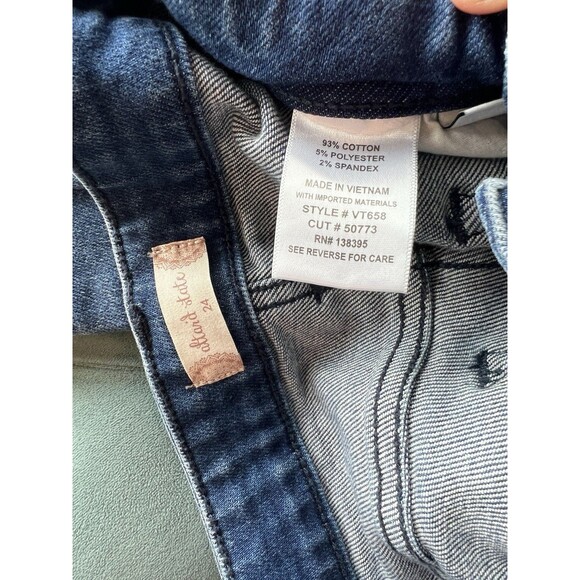 93% COTTON
5% POLYESTER
2% SPANDEX
MADE IN VIETNAM
WITH IMPORTED MATERIALS
STYLE # VT658
CUT # 50773
RN# 138395
SEE REVERSE FOR CARE
altar'd state
24